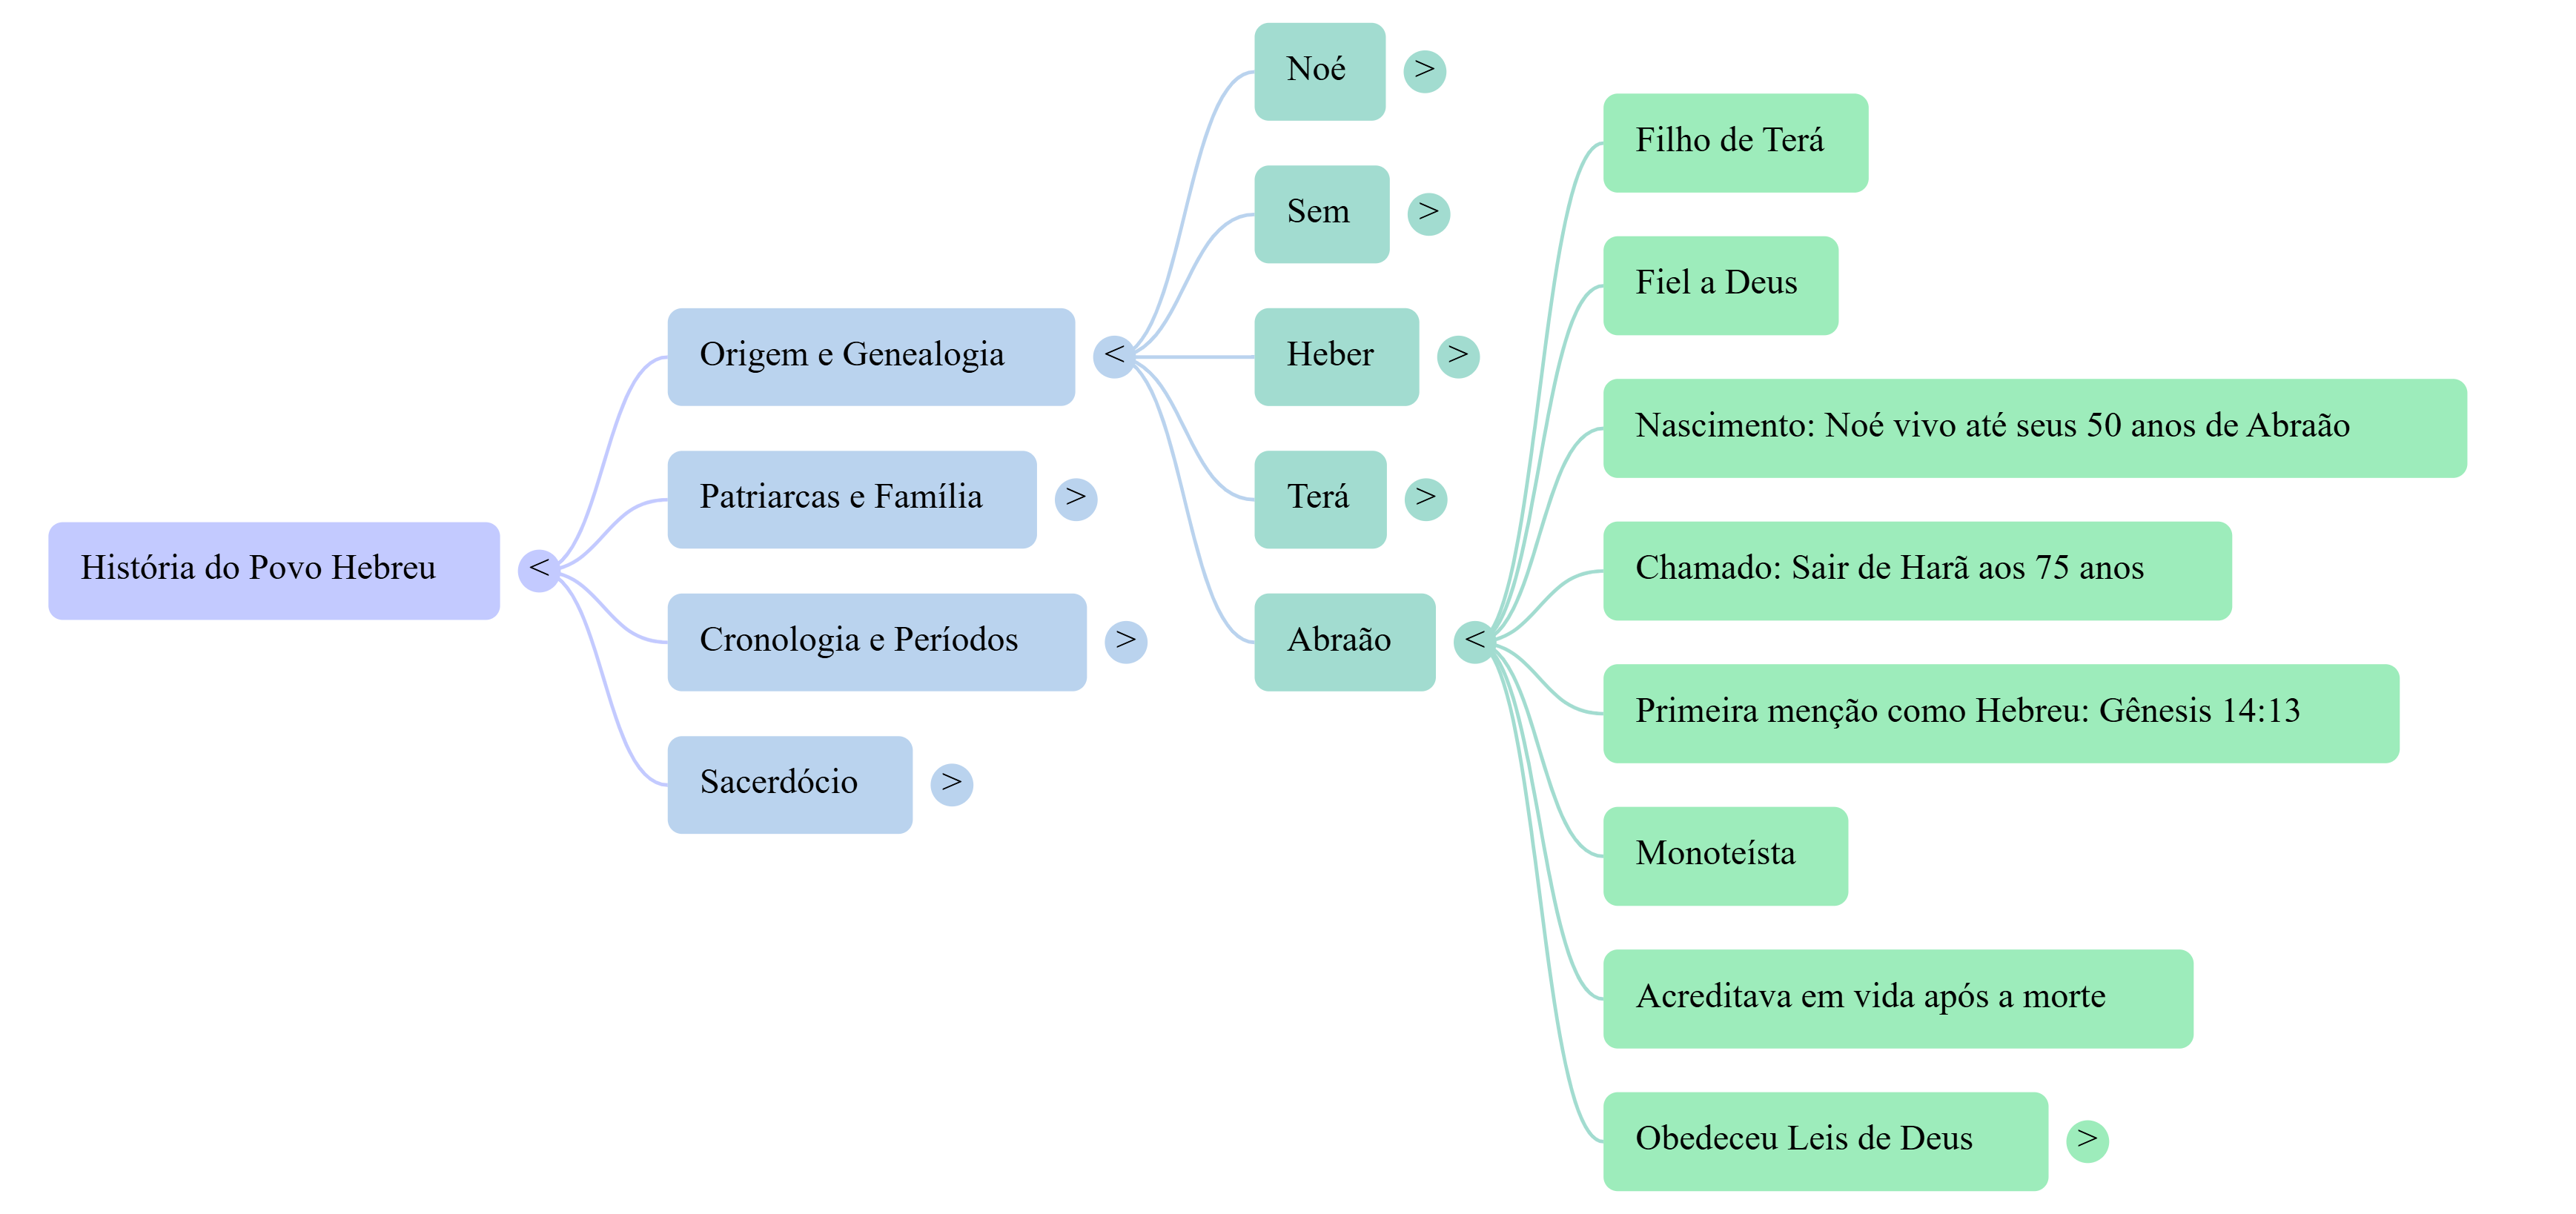 História do Povo Hebreu
<
Origem e Genealogia
<
Patriarcas e Família
>
Cronologia e Períodos
>
Sacerdócio
>
Noé
>
Sem
>
Heber
>
Terá
>
Abraão
<
Filho de Terá
Fiel a Deus
Nascimento: Noé vivo até seus 50 anos de Abraão
Chamado: Sair de Harã aos 75 anos
Primeira menção como Hebreu: Gênesis 14:13
Monoteísta
Acreditava em vida após a morte
Obedeceu Leis de Deus
>